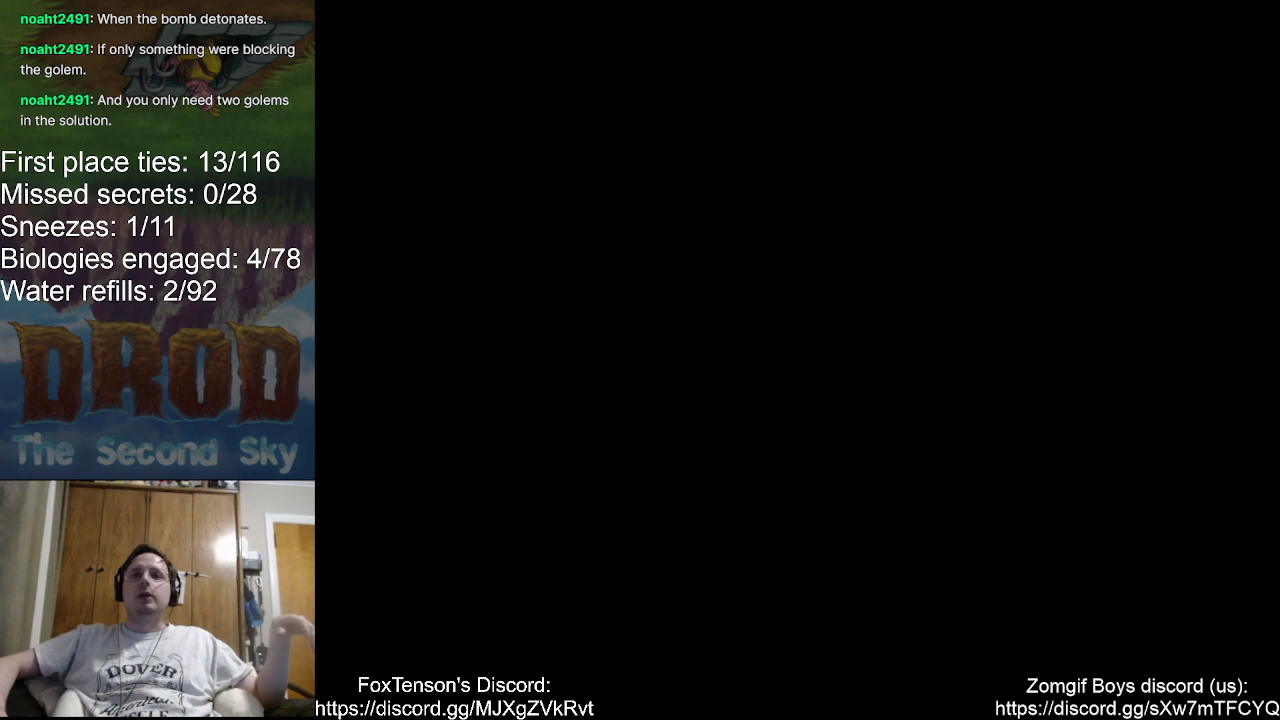 noaht2491: When the bomb detonates.
noaht2491: If only something were blocking
the golem.
noaht2491: And you only need two golems
in the solution.
First place ties: 13/116
Missed secrets: 0/28
Sneezes: 1/11
Biologies engaged: 4/78
Water refills: 2/92
DROD
The Second Sky
DOVER
American
FoxTenson's Discord:
https://discord.gg/MJXgZVkRvt
Zomgif Boys discord (us):
https://discord.gg/sXw7mTFCYQ